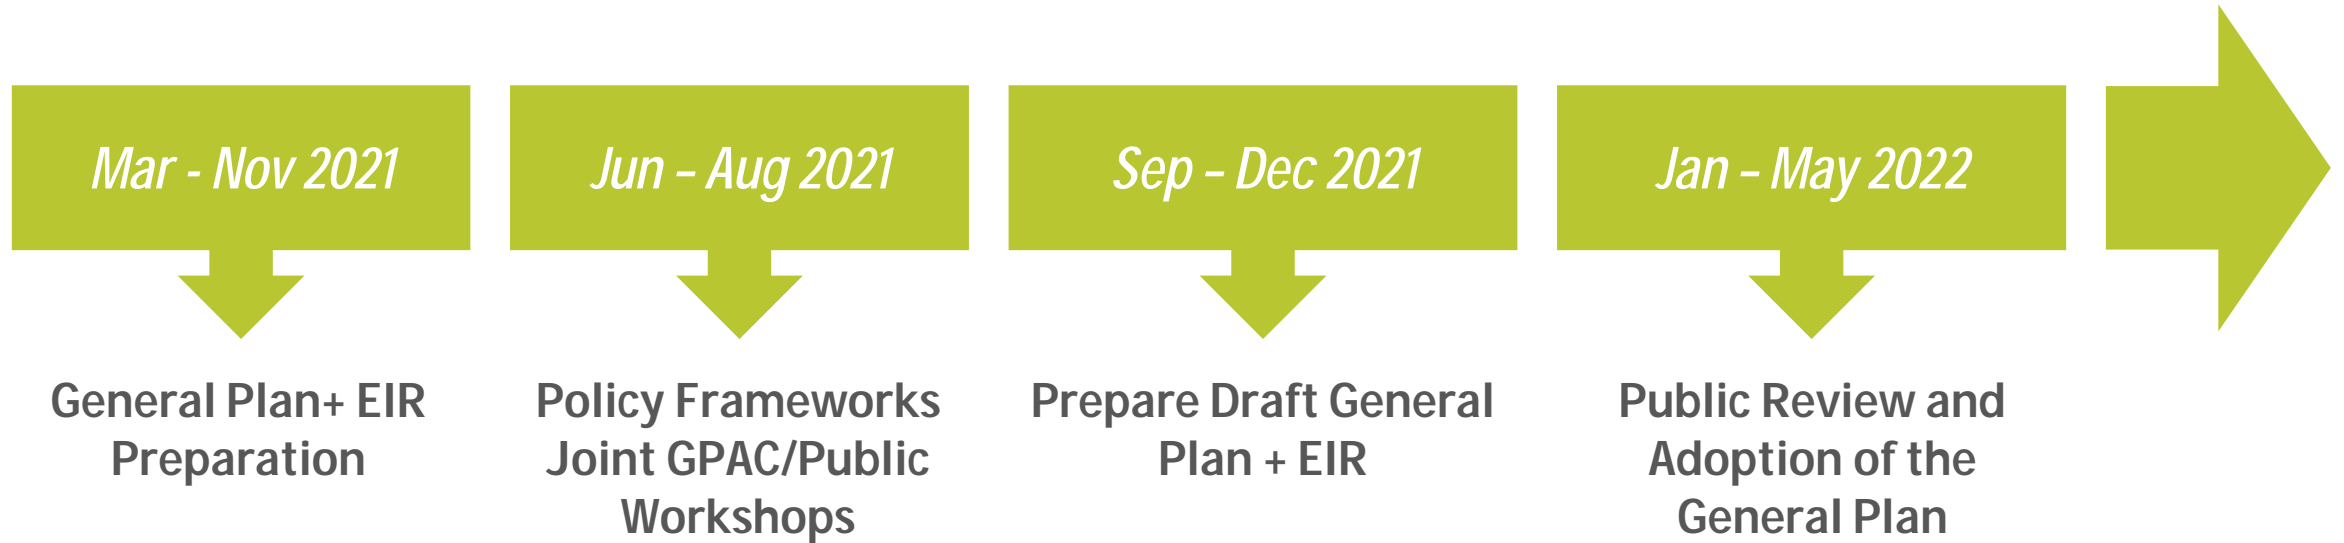 Mar - Nov 2021
Jun – Aug 2021
Sep – Dec 2021
Jan – May 2022
General Plan+ EIR
Preparation
Policy Frameworks
Joint GPAC/Public
Workshops
Prepare Draft General
Plan + EIR
Public Review and
Adoption of the
General Plan